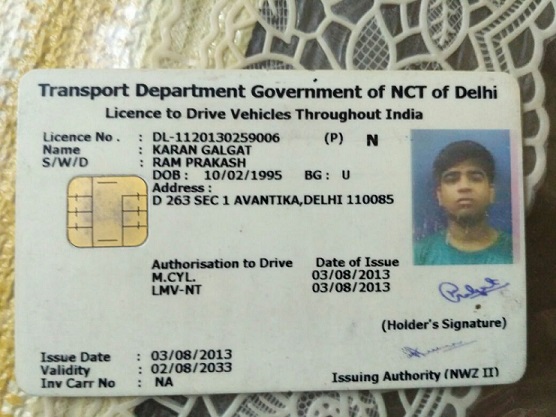 Transport Department Government of NCT of Delhi
Licence to Drive Vehicles Throughout India
Licence No. : DL-1120130259006 (P) N
Name : KARAN GALGAT
S/W/D : RAM PRAKASH
DOB : 10/02/1995 BG : U
Address :
D 263 SEC 1 AVANTIKA,DELHI 110085
Authorisation to Drive Date of Issue
M.CYL. 03/08/2013
LMV-NT 03/08/2013
(Holder's Signature)
Issue Date : 03/08/2013
Validity : 02/08/2033
Inv Carr No : NA
Issuing Authority (NWZ II)